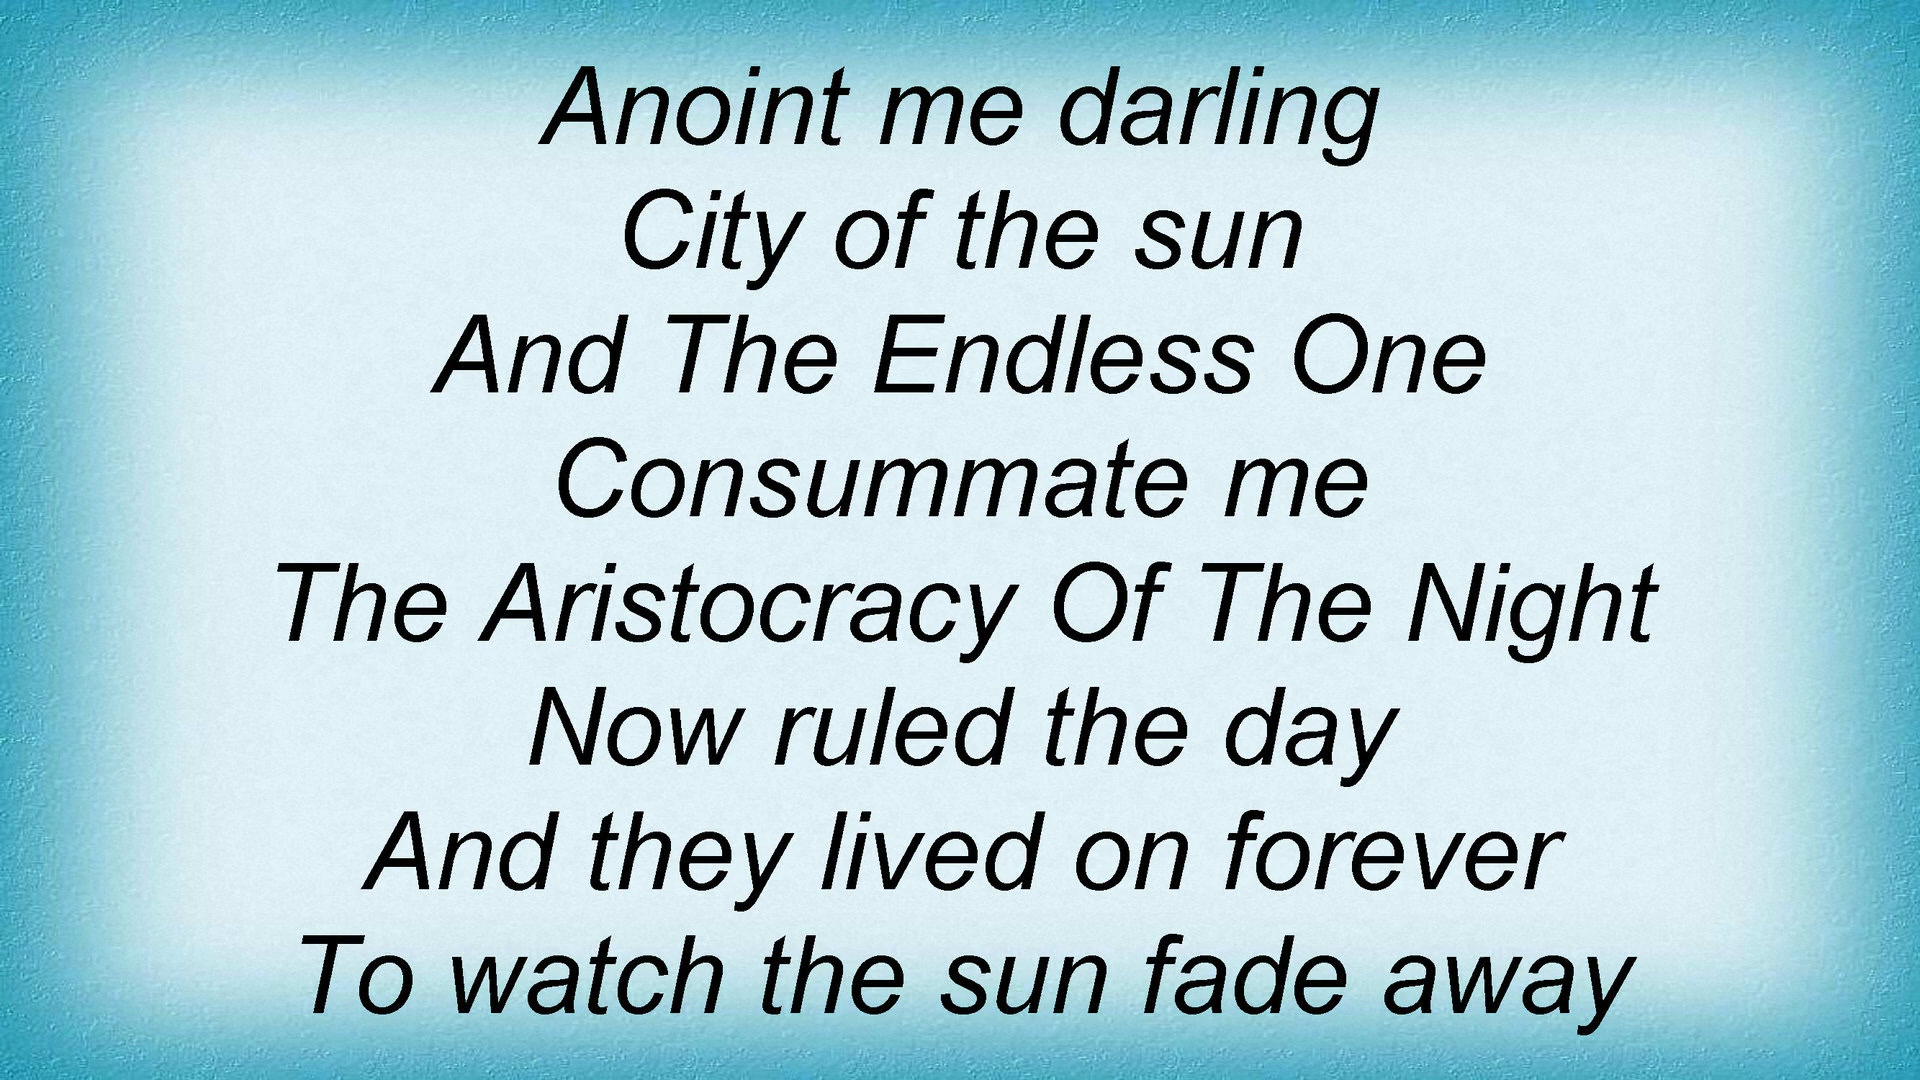 Anoint me darling
City of the sun
And The Endless One
Consummate me
The Aristocracy Of The Night
Now ruled the day
And they lived on forever
To watch the sun fade away